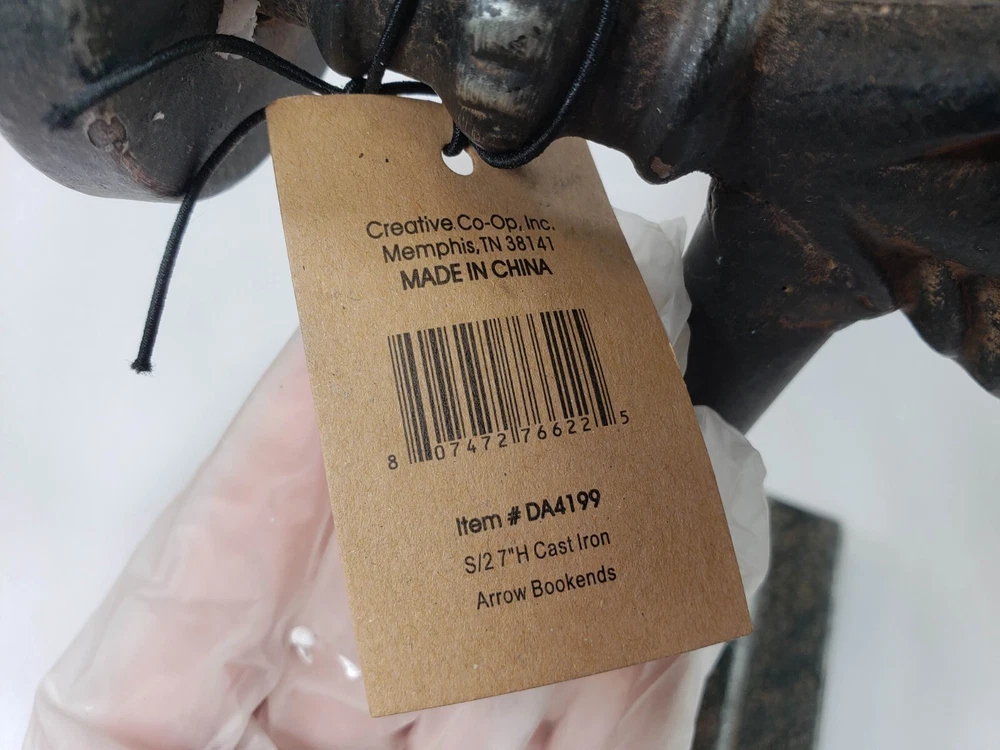 Creative Co-Op, Inc.
Memphis, TN 38141
MADE IN CHINA
8 07472 76622 5
Item # DA4199
S/2 7"H Cast Iron
Arrow Bookends